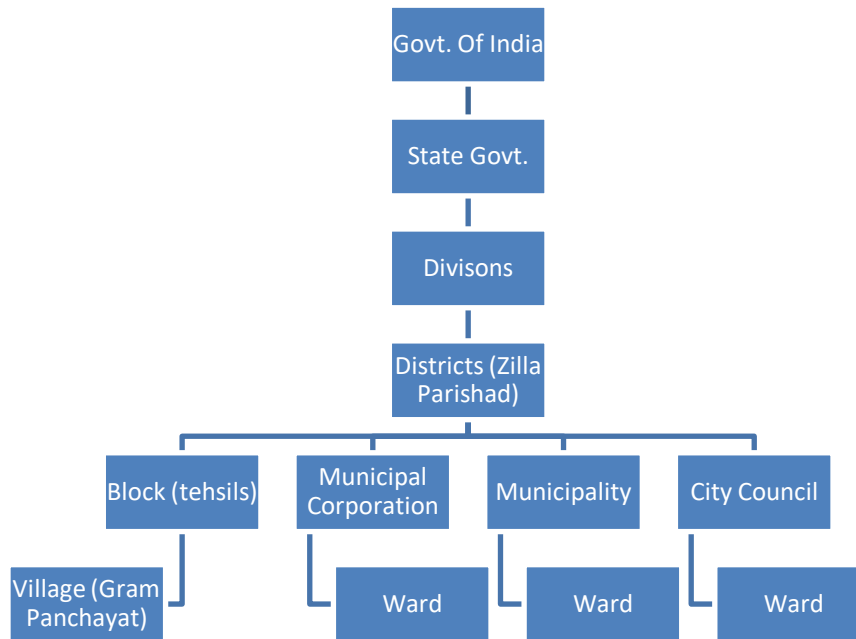 Govt. Of India
State Govt.
Divisons
Districts (Zilla
Parishad)
Block (tehsils)
Municipal
Corporation
Municipality
City Council
Village (Gram
Panchayat)
Ward
Ward
Ward